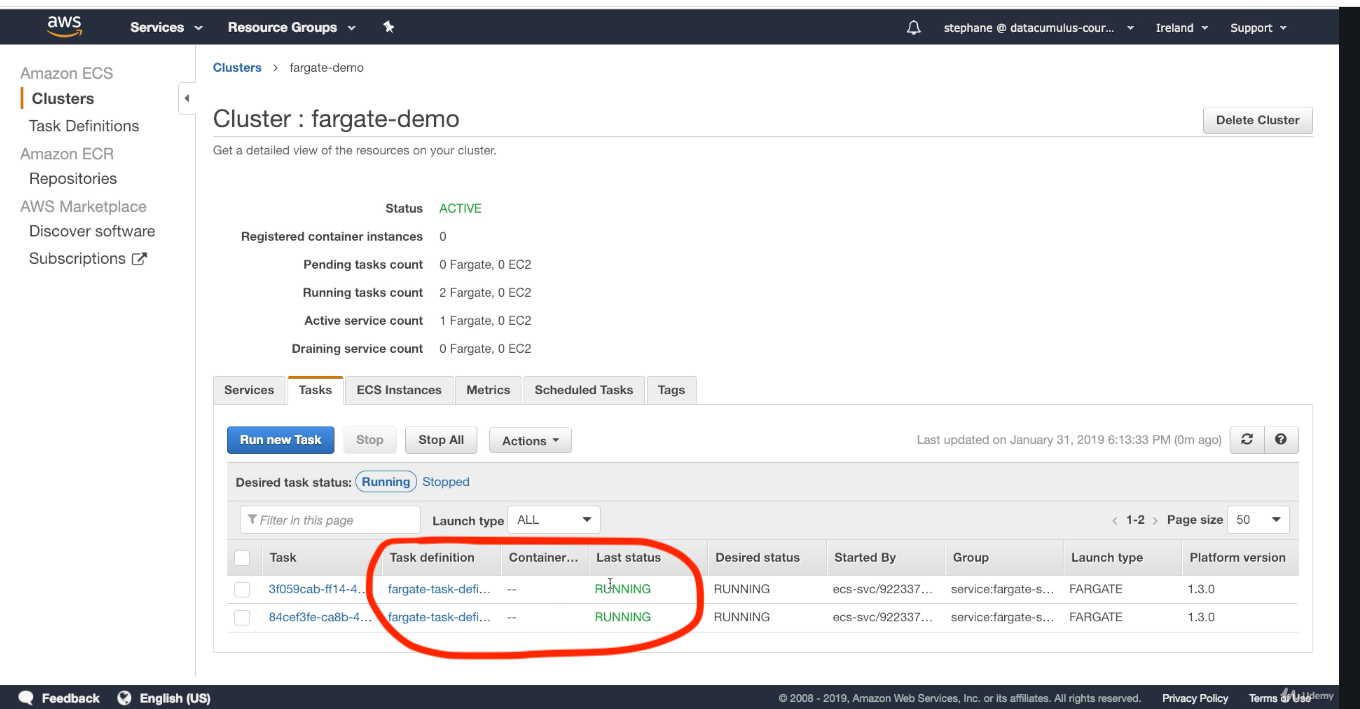 aws Services Resource Groups stephane @ datacumulus-cour... Ireland Support
Amazon ECS
Clusters
Task Definitions
Amazon ECR
Repositories
AWS Marketplace
Discover software
Subscriptions
Clusters > fargate-demo
Cluster : fargate-demo
Delete Cluster
Get a detailed view of the resources on your cluster.
Status ACTIVE
Registered container instances 0
Pending tasks count 0 Fargate, 0 EC2
Running tasks count 2 Fargate, 0 EC2
Active service count 1 Fargate, 0 EC2
Draining service count 0 Fargate, 0 EC2
Services Tasks ECS Instances Metrics Scheduled Tasks Tags
Run new Task Stop Stop All Actions Last updated on January 31, 2019 6:13:33 PM (0m ago)
Desired task status: Running Stopped
Filter in this page Launch type ALL < 1-2 > Page size 50
Task Task definition Container... Last status Desired status Started By Group Launch type Platform version
3f059cab-ff14-4... fargate-task-defi... -- RUNNING RUNNING ecs-svc/922337... service:fargate-s... FARGATE 1.3.0
84cef3fe-ca8b-4... fargate-task-defi... -- RUNNING RUNNING ecs-svc/922337... service:fargate-s... FARGATE 1.3.0
Feedback English (US) © 2008 - 2019, Amazon Web Services, Inc. or its affiliates. All rights reserved. Privacy Policy Terms of Use Udemy